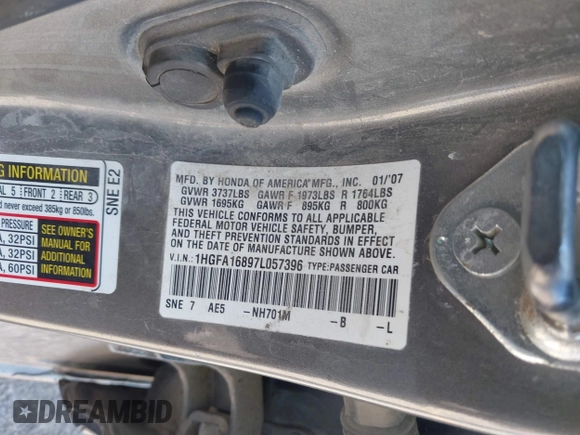 G INFORMATION
AL 5 FRONT 2 REAR 3
never exceed 385kg or 850lbs.
PRESSURE
A, 32PSI
A, 32PSI
A, 60PSI
SEE OWNER'S
MANUAL FOR
ADDITIONAL
INFORMATION
SNE E2
MFD. BY HONDA OF AMERICA MFG., INC. 01/'07
GVWR 3737LBS GAWR F 1973LBS R 1764LBS
GVWR 1695KG GAWR F 895KG R 800KG
THIS VEHICLE CONFORMS TO ALL APPLICABLE
FEDERAL MOTOR VEHICLE SAFETY, BUMPER,
AND THEFT PREVENTION STANDARDS IN EFFECT
ON THE DATE OF MANUFACTURE SHOWN ABOVE.
V.I.N.: 1HGFA16897L057396 TYPE:PASSENGER CAR
SNE 7 AE5 -NH701M -B -L
DREAMBID